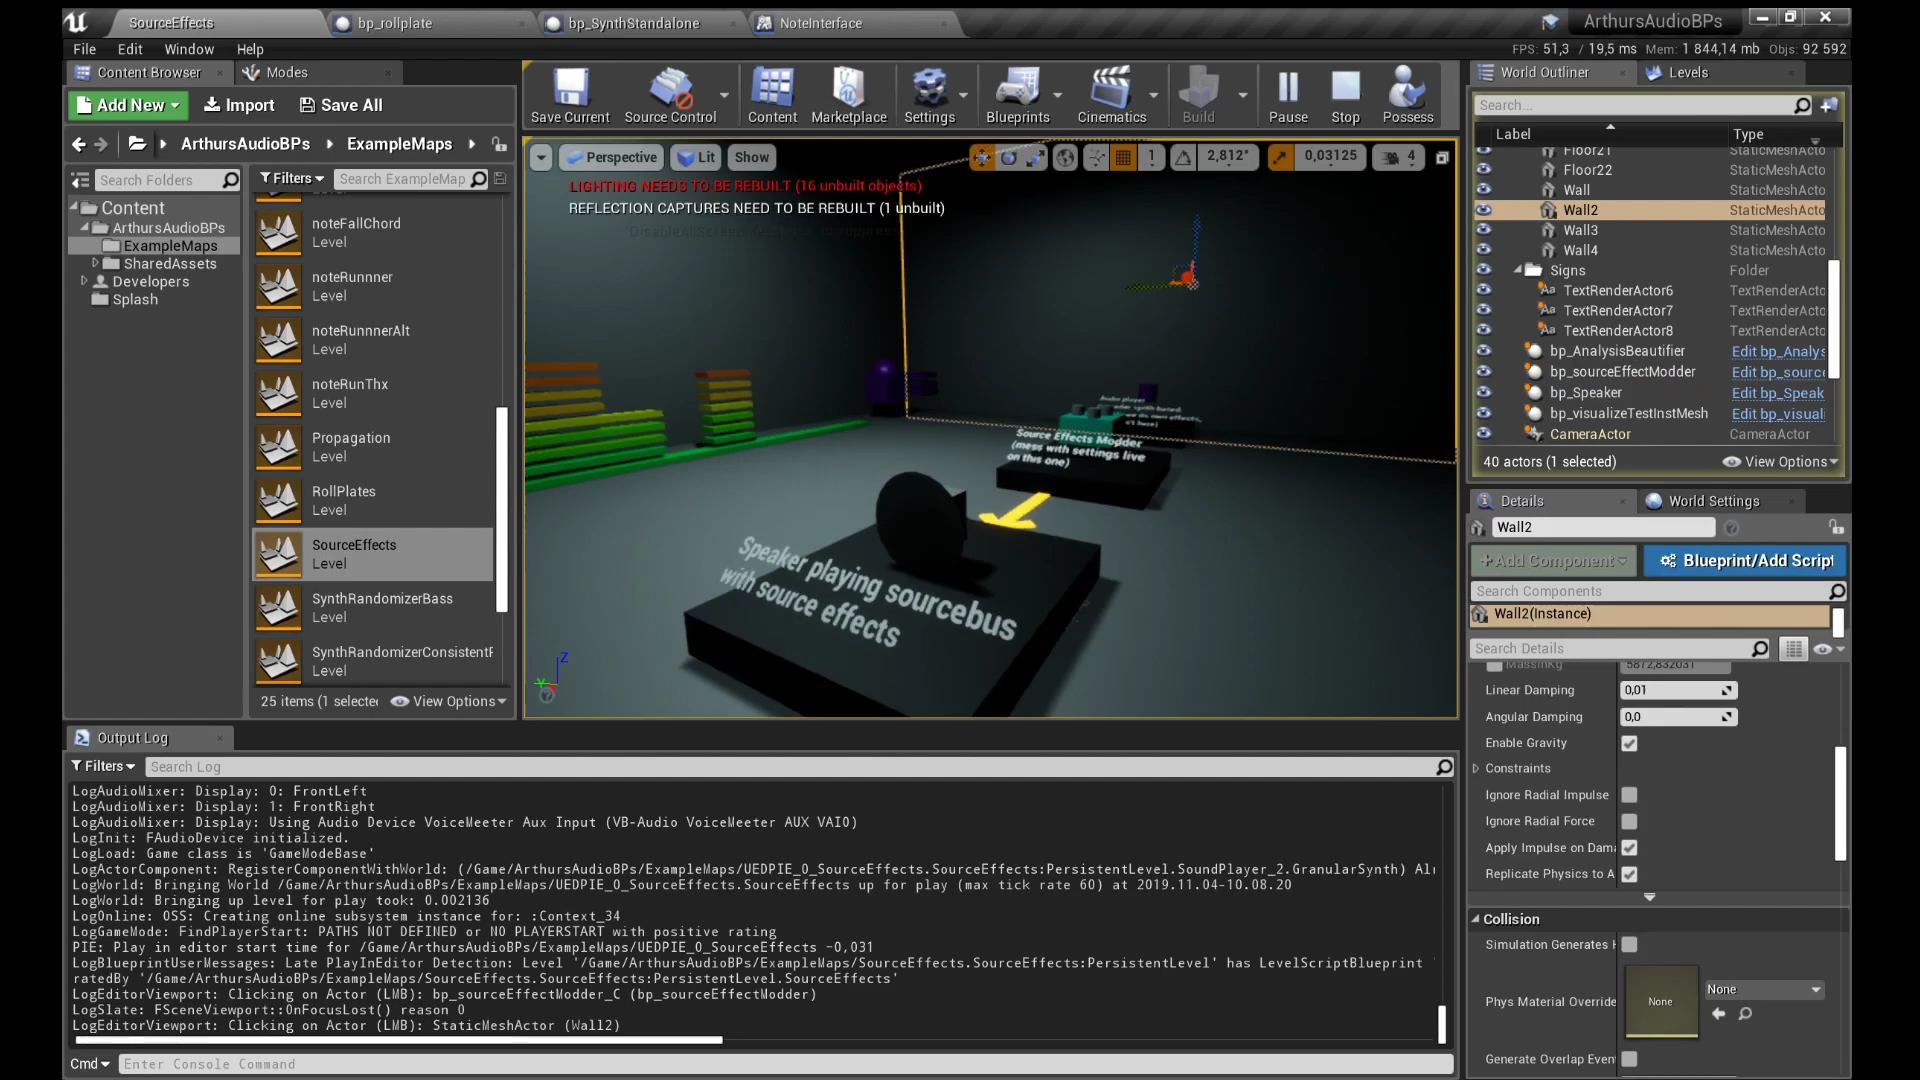 SourceEffects
bp_rollplate
bp_SynthStandalone
NoteInterface
ArthursAudioBPs
File Edit Window Help
FPS: 51,3 / 19,5 ms Mem: 1 844,14 mb Objs: 92 592
Content Browser
Modes
Add New
Import
Save All
ArthursAudioBPs
ExampleMaps
Search Folders
Content
ArthursAudioBPs
ExampleMaps
SharedAssets
Developers
Splash
Filters
Search ExampleMap
noteFallChord
Level
noteRunnner
Level
noteRunnnerAlt
Level
noteRunThx
Level
Propagation
Level
RollPlates
Level
SourceEffects
Level
SynthRandomizerBass
Level
SynthRandomizerConsistent
Level
25 items (1 selecte
View Options
Save Current
Source Control
Content
Marketplace
Settings
Blueprints
Cinematics
Build
Pause
Stop
Possess
Perspective
Lit
Show
1
2,812°
0,03125
4
LIGHTING NEEDS TO BE REBUILT (16 unbuilt objects)
REFLECTION CAPTURES NEED TO BE REBUILT (1 unbuilt)
Audio player
Source Effects Modder
(mess with settings live
on this one)
Speaker playing sourcebus
with source effects
Z
Y
World Outliner
Levels
Search...
Label
Type
Floor21 StaticMeshActo
Floor22 StaticMeshActo
Wall StaticMeshActo
Wall2 StaticMeshActo
Wall3 StaticMeshActo
Wall4 StaticMeshActo
Signs Folder
TextRenderActor6 TextRenderActo
TextRenderActor7 TextRenderActo
TextRenderActor8 TextRenderActo
bp_AnalysisBeautifier Edit bp_Analys
bp_sourceEffectModder Edit bp_source
bp_Speaker Edit bp_Speak
bp_visualizeTestInstMesh Edit bp_visuali
CameraActor CameraActor
40 actors (1 selected)
View Options
Details
World Settings
Wall2
+Add Component
Blueprint/Add Script
Search Components
Wall2(Instance)
Search Details
MassInKg 5872,832031
Linear Damping 0,01
Angular Damping 0,0
Enable Gravity
Constraints
Ignore Radial Impulse
Ignore Radial Force
Apply Impulse on Dama
Replicate Physics to A
Collision
Simulation Generates H
Phys Material Override
None
None
Generate Overlap Even
Output Log
Filters
Search Log
LogAudioMixer: Display: 0: FrontLeft
LogAudioMixer: Display: 1: FrontRight
LogAudioMixer: Display: Using Audio Device VoiceMeeter Aux Input (VB-Audio VoiceMeeter AUX VAIO)
LogInit: FAudioDevice initialized.
LogLoad: Game class is 'GameModeBase'
LogActorComponent: RegisterComponentWithWorld: (/Game/ArthursAudioBPs/ExampleMaps/UEDPIE_0_SourceEffects.SourceEffects:PersistentLevel.SoundPlayer_2.GranularSynth) Alr
LogWorld: Bringing World /Game/ArthursAudioBPs/ExampleMaps/UEDPIE_0_SourceEffects.SourceEffects up for play (max tick rate 60) at 2019.11.04-10.08.20
LogWorld: Bringing up level for play took: 0.002136
LogOnline: OSS: Creating online subsystem instance for: :Context_34
LogGameMode: FindPlayerStart: PATHS NOT DEFINED or NO PLAYERSTART with positive rating
PIE: Play in editor start time for /Game/ArthursAudioBPs/ExampleMaps/UEDPIE_0_SourceEffects -0,031
LogBlueprintUserMessages: Late PlayInEditor Detection: Level '/Game/ArthursAudioBPs/ExampleMaps/SourceEffects.SourceEffects:PersistentLevel' has LevelScriptBlueprint '
ratedBy '/Game/ArthursAudioBPs/ExampleMaps/SourceEffects.SourceEffects:PersistentLevel.SourceEffects'
LogEditorViewport: Clicking on Actor (LMB): bp_sourceEffectModder_C (bp_sourceEffectModder)
LogSlate: FSceneViewport::OnFocusLost() reason 0
LogEditorViewport: Clicking on Actor (LMB): StaticMeshActor (Wall2)
Cmd
Enter Console Command